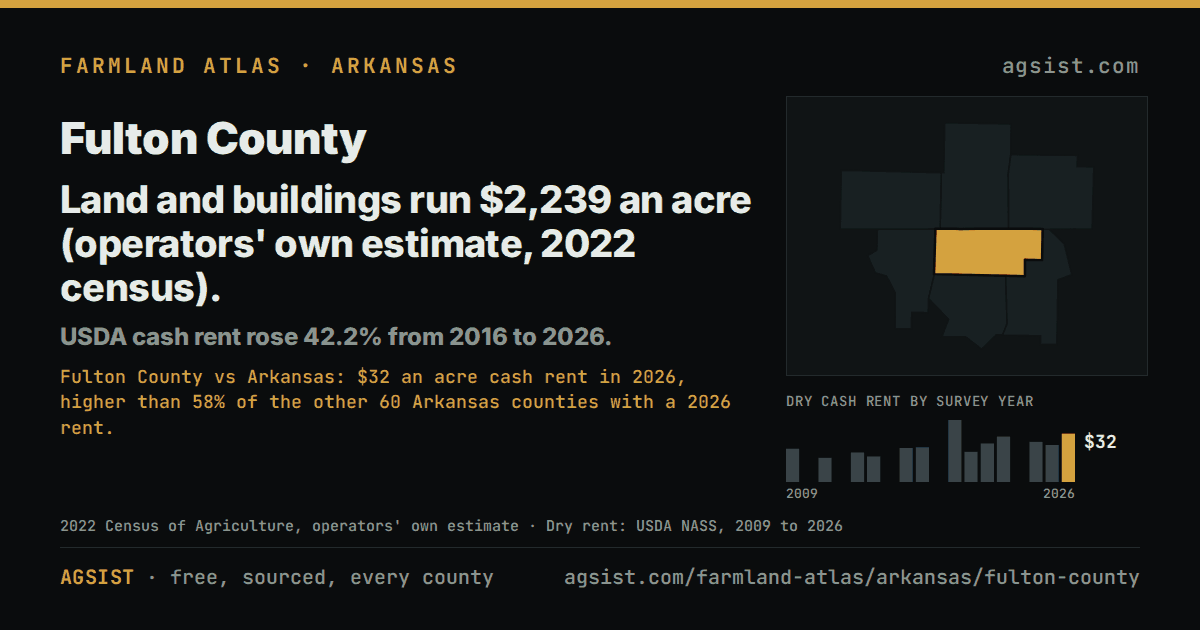 FARMLAND ATLAS · ARKANSAS
agsist.com
Fulton County
Land and buildings run $2,239 an acre
(operators' own estimate, 2022
census).
USDA cash rent rose 42.2% from 2016 to 2026.
Fulton County vs Arkansas: $32 an acre cash rent in 2026,
higher than 58% of the other 60 Arkansas counties with a 2026
rent.
DRY CASH RENT BY SURVEY YEAR
$32
2009
2026
2022 Census of Agriculture, operators' own estimate · Dry rent: USDA NASS, 2009 to 2026
AGSIST · free, sourced, every county
agsist.com/farmland-atlas/arkansas/fulton-county